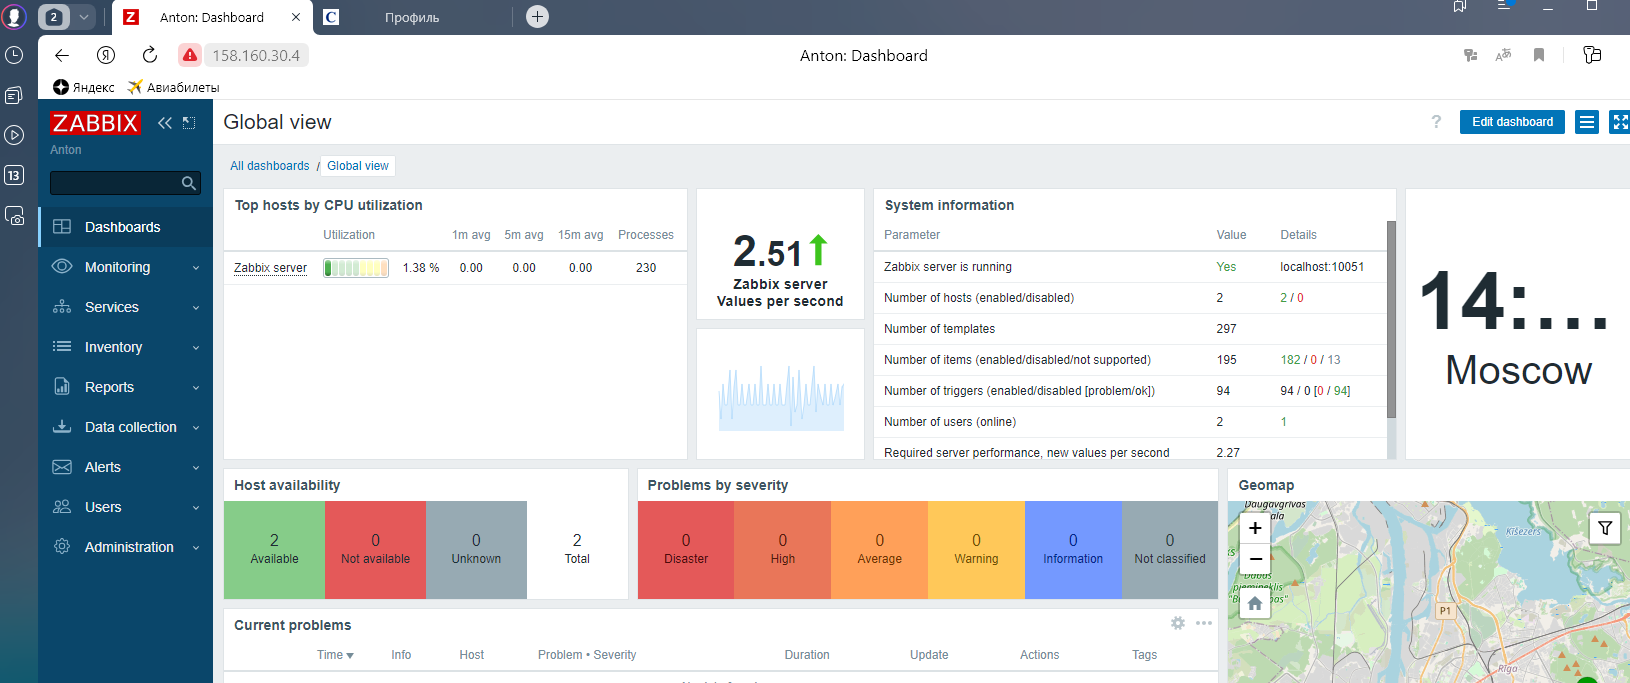 2
Z
Anton: Dashboard
C
Профиль
Я
158.160.30.4
Anton: Dashboard
Яндекс
Авиабилеты
13
ZABBIX
Anton
Dashboards
Monitoring
Services
Inventory
Reports
Data collection
Alerts
Users
Administration
Global view
?
Edit dashboard
All dashboards / Global view
Top hosts by CPU utilization
Utilization 1m avg 5m avg 15m avg Processes
Zabbix server 1.38 % 0.00 0.00 0.00 230
2.51
Zabbix server
Values per second
System information
Parameter Value Details
Zabbix server is running Yes localhost:10051
Number of hosts (enabled/disabled) 2 2 / 0
Number of templates 297
Number of items (enabled/disabled/not supported) 195 182 / 0 / 13
Number of triggers (enabled/disabled [problem/ok]) 94 94 / 0 [0 / 94]
Number of users (online) 2 1
Required server performance, new values per second 2.27
14:...
Moscow
Host availability
2 Available
0 Not available
0 Unknown
2 Total
Problems by severity
0 Disaster
0 High
0 Average
0 Warning
0 Information
0 Not classified
Geomap
Daugavgrīvas
+
−
Ķīšezers
P1
Rīga
Current problems
Time Info Host Problem • Severity Duration Update Actions Tags